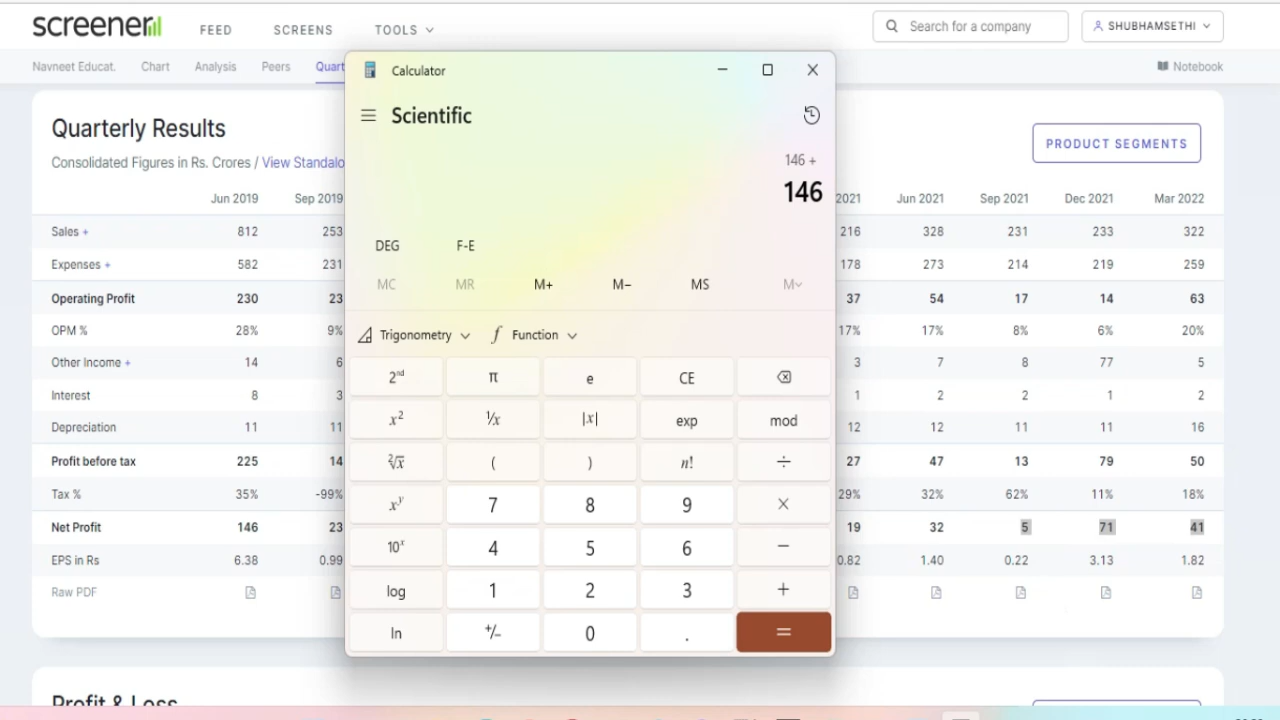 screener
FEED SCREENS TOOLS
Search for a company
SHUBHAMSETHI
Navneet Educat. Chart Analysis Peers Quart
Notebook
Calculator
Scientific
146 +
146
DEG F-E
MC MR M+ M− MS M
Trigonometry f Function
2nd π e CE
x2 1/x |x| exp mod
2√x ( ) n! ÷
xy 7 8 9 ×
10x 4 5 6 −
log 1 2 3 +
ln +/− 0 . =
Quarterly Results
Consolidated Figures in Rs. Crores / View Standalo
PRODUCT SEGMENTS
Jun 2019 Sep 2019 2021 Jun 2021 Sep 2021 Dec 2021 Mar 2022
Sales + 812 253 216 328 231 233 322
Expenses + 582 231 178 273 214 219 259
Operating Profit 230 23 37 54 17 14 63
OPM % 28% 9% 17% 17% 8% 6% 20%
Other Income + 14 6 3 7 8 77 5
Interest 8 3 1 2 2 1 2
Depreciation 11 11 12 12 11 11 16
Profit before tax 225 14 27 47 13 79 50
Tax % 35% -99% 29% 32% 62% 11% 18%
Net Profit 146 23 19 32 5 71 41
EPS in Rs 6.38 0.99 0.82 1.40 0.22 3.13 1.82
Raw PDF
Profit & Loss